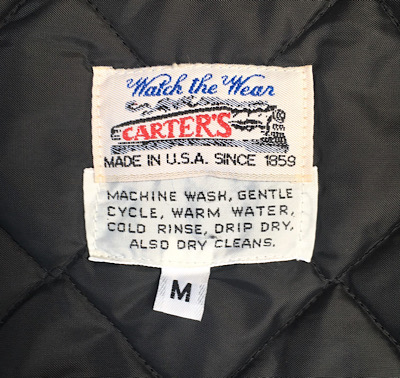 Watch the Wear
CARTER'S
MADE IN U.S.A. SINCE 1859
MACHINE WASH, GENTLE
CYCLE, WARM WATER,
COLD RINSE, DRIP DRY,
ALSO DRY CLEANS.
M